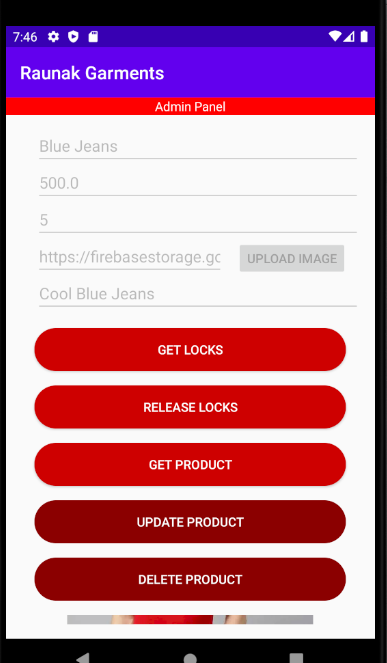 7:46
Raunak Garments
Admin Panel
Blue Jeans
500.0
5
https://firebasestorage.gc UPLOAD IMAGE
Cool Blue Jeans
GET LOCKS
RELEASE LOCKS
GET PRODUCT
UPDATE PRODUCT
DELETE PRODUCT